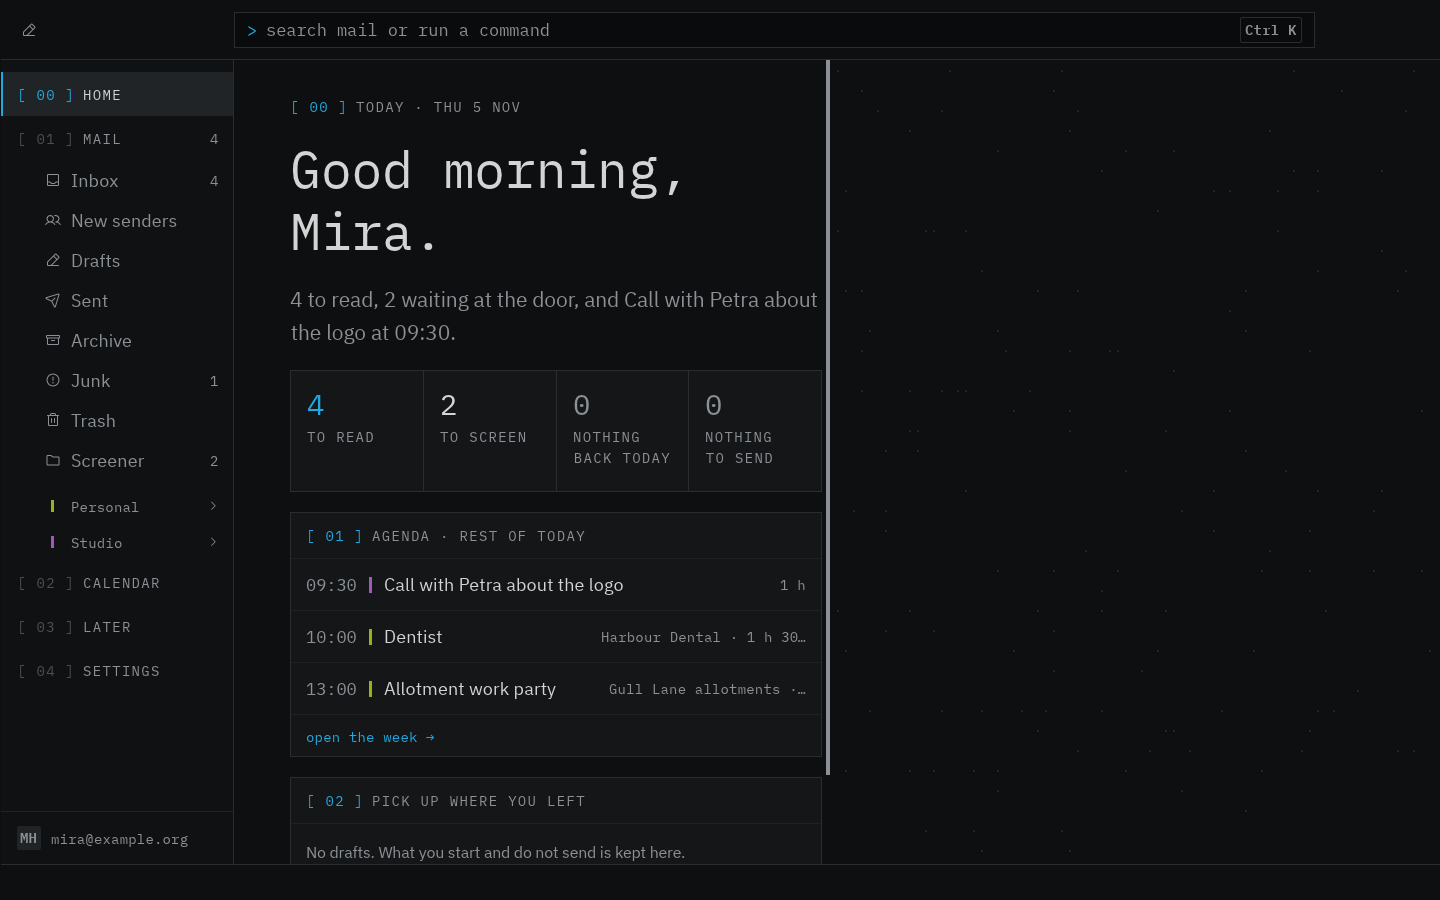 > search mail or run a command Ctrl K
[ 00 ] HOME
[ 01 ] MAIL 4
Inbox 4
New senders
Drafts
Sent
Archive
Junk 1
Trash
Screener 2
Personal
Studio
[ 02 ] CALENDAR
[ 03 ] LATER
[ 04 ] SETTINGS
MH mira@example.org
[ 00 ] TODAY · THU 5 NOV
Good morning,
Mira.
4 to read, 2 waiting at the door, and Call with Petra about
the logo at 09:30.
4 2 0 0
TO READ TO SCREEN NOTHING NOTHING
BACK TODAY TO SEND
[ 01 ] AGENDA · REST OF TODAY
09:30 Call with Petra about the logo 1 h
10:00 Dentist Harbour Dental · 1 h 30…
13:00 Allotment work party Gull Lane allotments ·…
open the week →
[ 02 ] PICK UP WHERE YOU LEFT
No drafts. What you start and do not send is kept here.